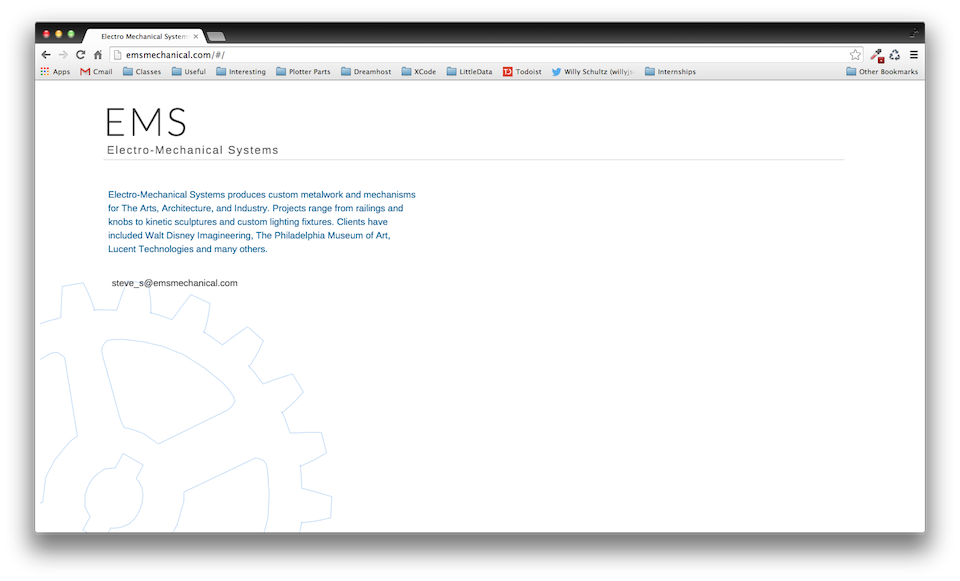 Electro Mechanical System
emsmechanical.com/#/
Apps Gmail Classes Useful Interesting Plotter Parts Dreamhost XCode LittleData Todoist Willy Schultz (willyjs Internships Other Bookmarks
EMS
Electro-Mechanical Systems
Electro-Mechanical Systems produces custom metalwork and mechanisms
for The Arts, Architecture, and Industry. Projects range from railings and
knobs to kinetic sculptures and custom lighting fixtures. Clients have
included Walt Disney Imagineering, The Philadelphia Museum of Art,
Lucent Technologies and many others.
steve_s@emsmechanical.com